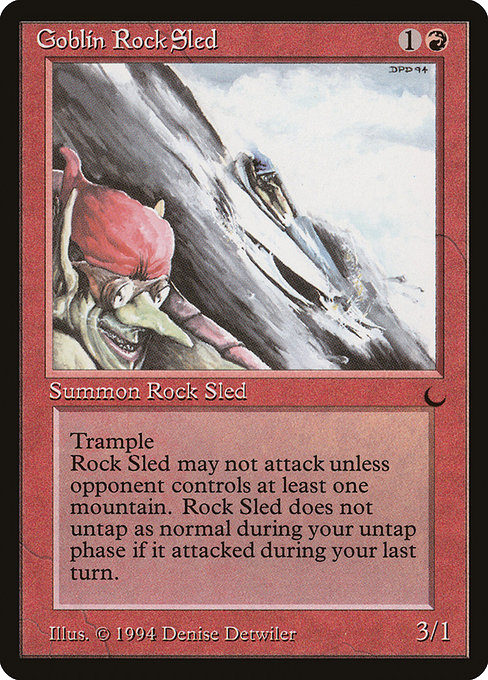 Goblin Rock Sled 1
DPD 94
Summon Rock Sled
Trample
Rock Sled may not attack unless
opponent controls at least one
mountain. Rock Sled does not
untap as normal during your untap
phase if it attacked during your last
turn.
Illus. © 1994 Denise Detwiler 3/1